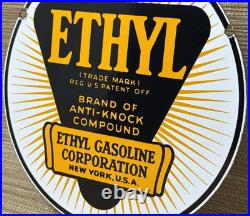 ETHYL
(TRADE MARK)
REG. U.S. PATENT OFF.
BRAND OF
ANTI-KNOCK
COMPOUND
ETHYL GASOLINE
CORPORATION
NEW YORK, U.S.A.